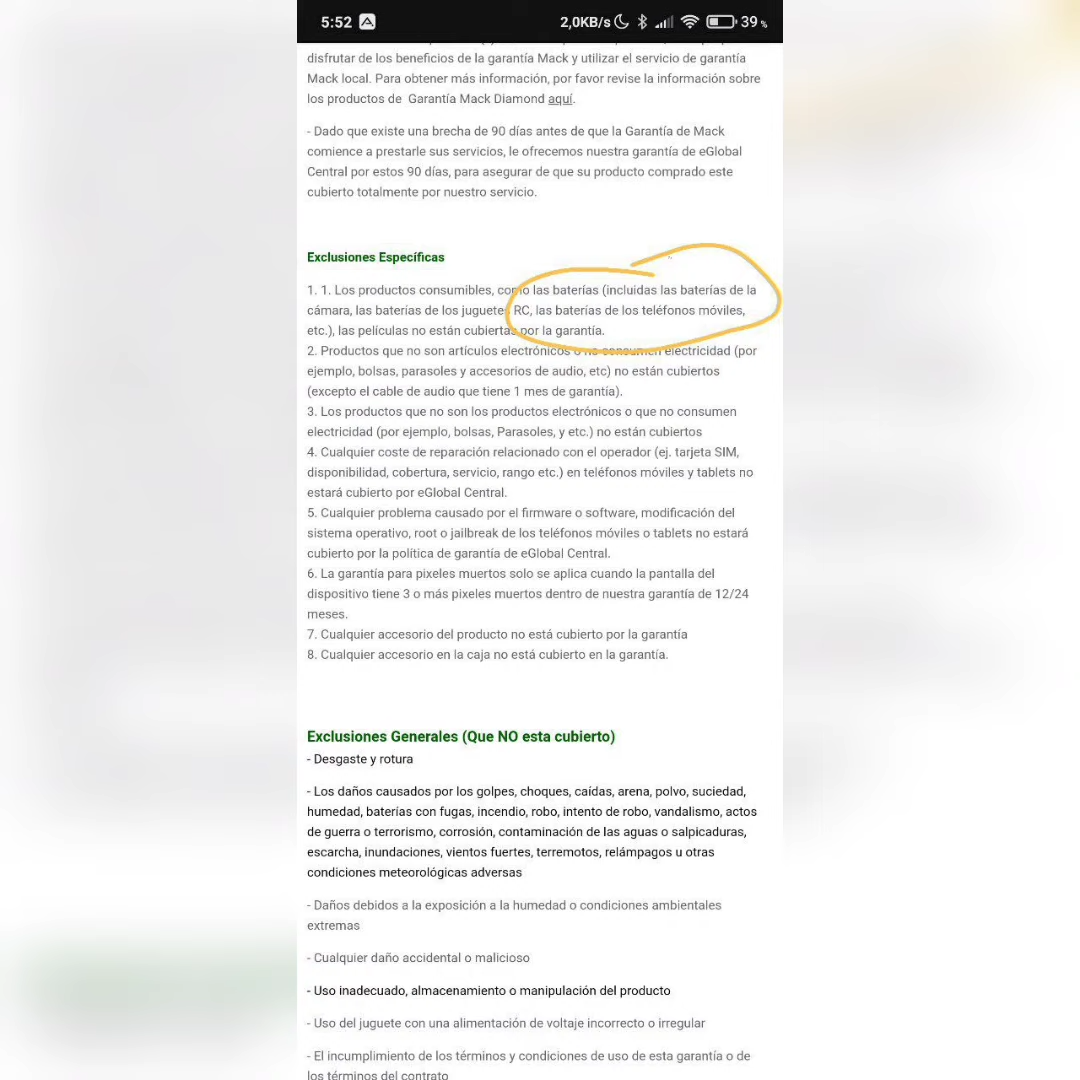 5:52
2,0KB/s 39 %
disfrutar de los beneficios de la garantía Mack y utilizar el servicio de garantía
Mack local. Para obtener más información, por favor revise la información sobre
los productos de Garantía Mack Diamond aquí.
- Dado que existe una brecha de 90 días antes de que la Garantía de Mack
comience a prestarle sus servicios, le ofrecemos nuestra garantía de eGlobal
Central por estos 90 días, para asegurar de que su producto comprado este
cubierto totalmente por nuestro servicio.
Exclusiones Específicas
1. 1. Los productos consumibles, como las baterías (incluidas las baterías de la
cámara, las baterías de los juguetes RC, las baterías de los teléfonos móviles,
etc.), las películas no están cubiertas por la garantía.
2. Productos que no son artículos electrónicos o no consumen electricidad (por
ejemplo, bolsas, parasoles y accesorios de audio, etc) no están cubiertos
(excepto el cable de audio que tiene 1 mes de garantía).
3. Los productos que no son los productos electrónicos o que no consumen
electricidad (por ejemplo, bolsas, Parasoles, y etc.) no están cubiertos
4. Cualquier coste de reparación relacionado con el operador (ej. tarjeta SIM,
disponibilidad, cobertura, servicio, rango etc.) en teléfonos móviles y tablets no
estará cubierto por eGlobal Central.
5. Cualquier problema causado por el firmware o software, modificación del
sistema operativo, root o jailbreak de los teléfonos móviles o tablets no estará
cubierto por la política de garantía de eGlobal Central.
6. La garantía para pixeles muertos solo se aplica cuando la pantalla del
dispositivo tiene 3 o más pixeles muertos dentro de nuestra garantía de 12/24
meses.
7. Cualquier accesorio del producto no está cubierto por la garantía
8. Cualquier accesorio en la caja no está cubierto en la garantía.
Exclusiones Generales (Que NO esta cubierto)
- Desgaste y rotura
- Los daños causados por los golpes, choques, caídas, arena, polvo, suciedad,
humedad, baterías con fugas, incendio, robo, intento de robo, vandalismo, actos
de guerra o terrorismo, corrosión, contaminación de las aguas o salpicaduras,
escarcha, inundaciones, vientos fuertes, terremotos, relámpagos u otras
condiciones meteorológicas adversas
- Daños debidos a la exposición a la humedad o condiciones ambientales
extremas
- Cualquier daño accidental o malicioso
- Uso inadecuado, almacenamiento o manipulación del producto
- Uso del juguete con una alimentación de voltaje incorrecto o irregular
- El incumplimiento de los términos y condiciones de uso de esta garantía o de
los términos del contrato